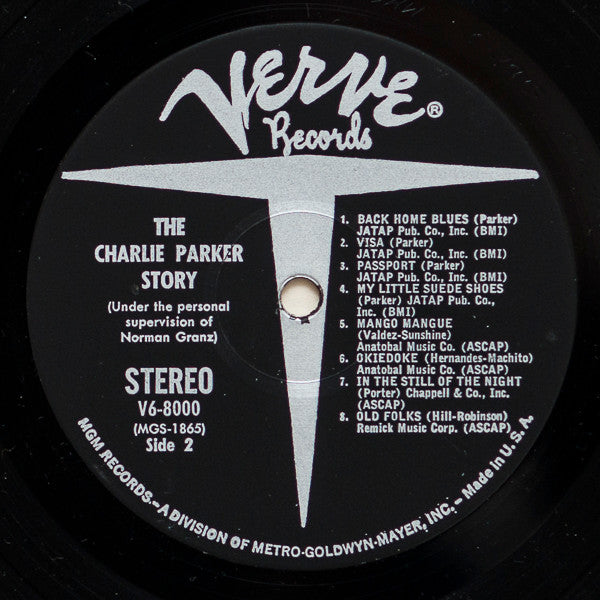 VERVE®
Records
THE
CHARLIE PARKER
STORY
(Under the personal
supervision of
Norman Granz)
STEREO
V6-8000
(MGS-1865)
Side 2
1. BACK HOME BLUES (Parker)
JATAP Pub. Co., Inc. (BMI)
2. VISA (Parker)
JATAP Pub. Co., Inc. (BMI)
3. PASSPORT (Parker)
JATAP Pub. Co., Inc. (BMI)
4. MY LITTLE SUEDE SHOES
(Parker) JATAP Pub. Co.,
Inc. (BMI)
5. MANGO MANGUE
(Valdez-Sunshine)
Anatobal Music Co. (ASCAP)
6. OKIEDOKE (Hernandes-Machito)
Anatobal Music Co. (ASCAP)
7. IN THE STILL OF THE NIGHT
(Porter) Chappell & Co., Inc.
(ASCAP)
8. OLD FOLKS (Hill-Robinson)
Remick Music Corp. (ASCAP)
MGM RECORDS.–A DIVISION OF METRO-GOLDWYN-MAYER, INC. – Made in U.S.A.